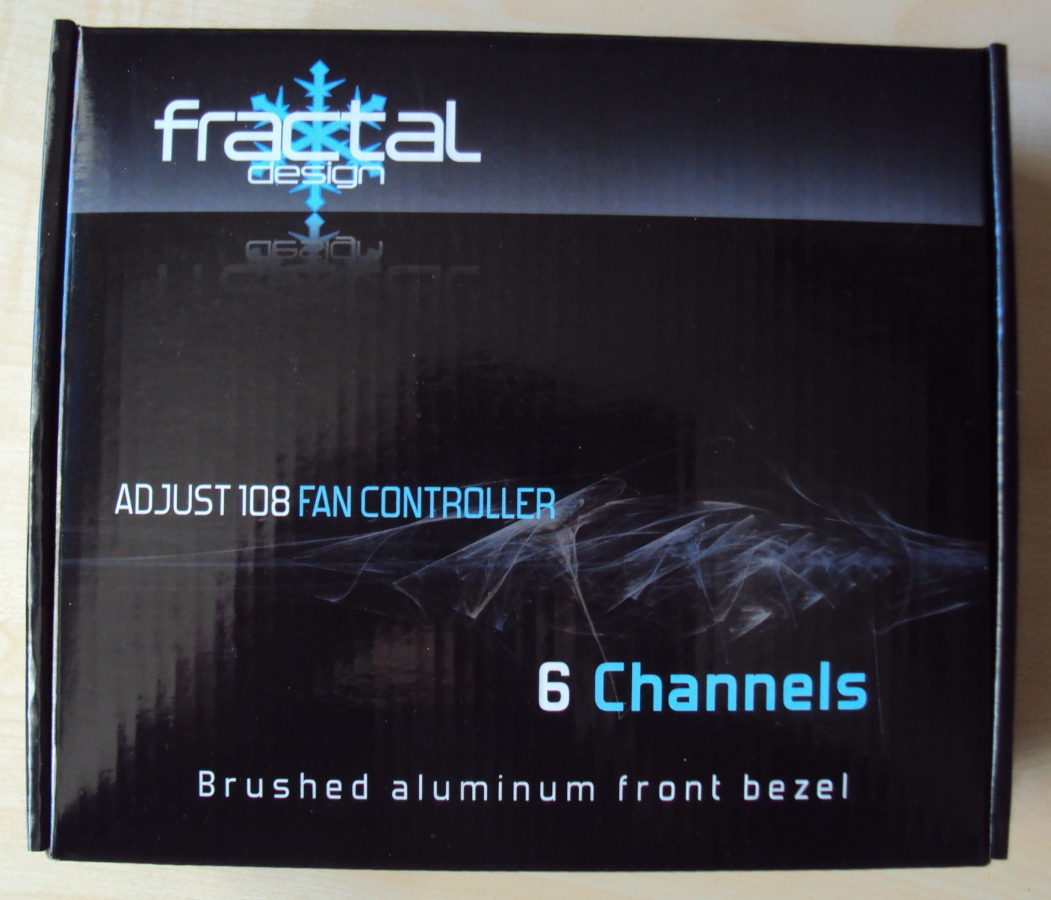 fractal
design
ADJUST 108 FAN CONTROLLER
6 Channels
Brushed aluminum front bezel